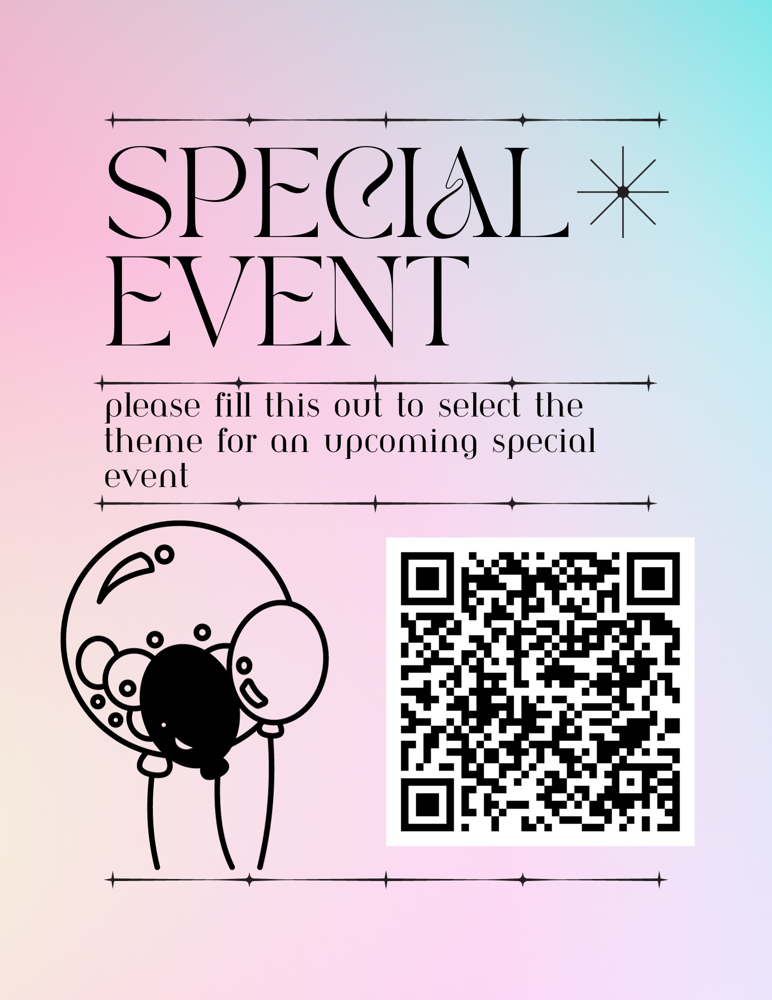 SPECIAL
EVENT
please fill this out to select the
theme for an upcoming special
event